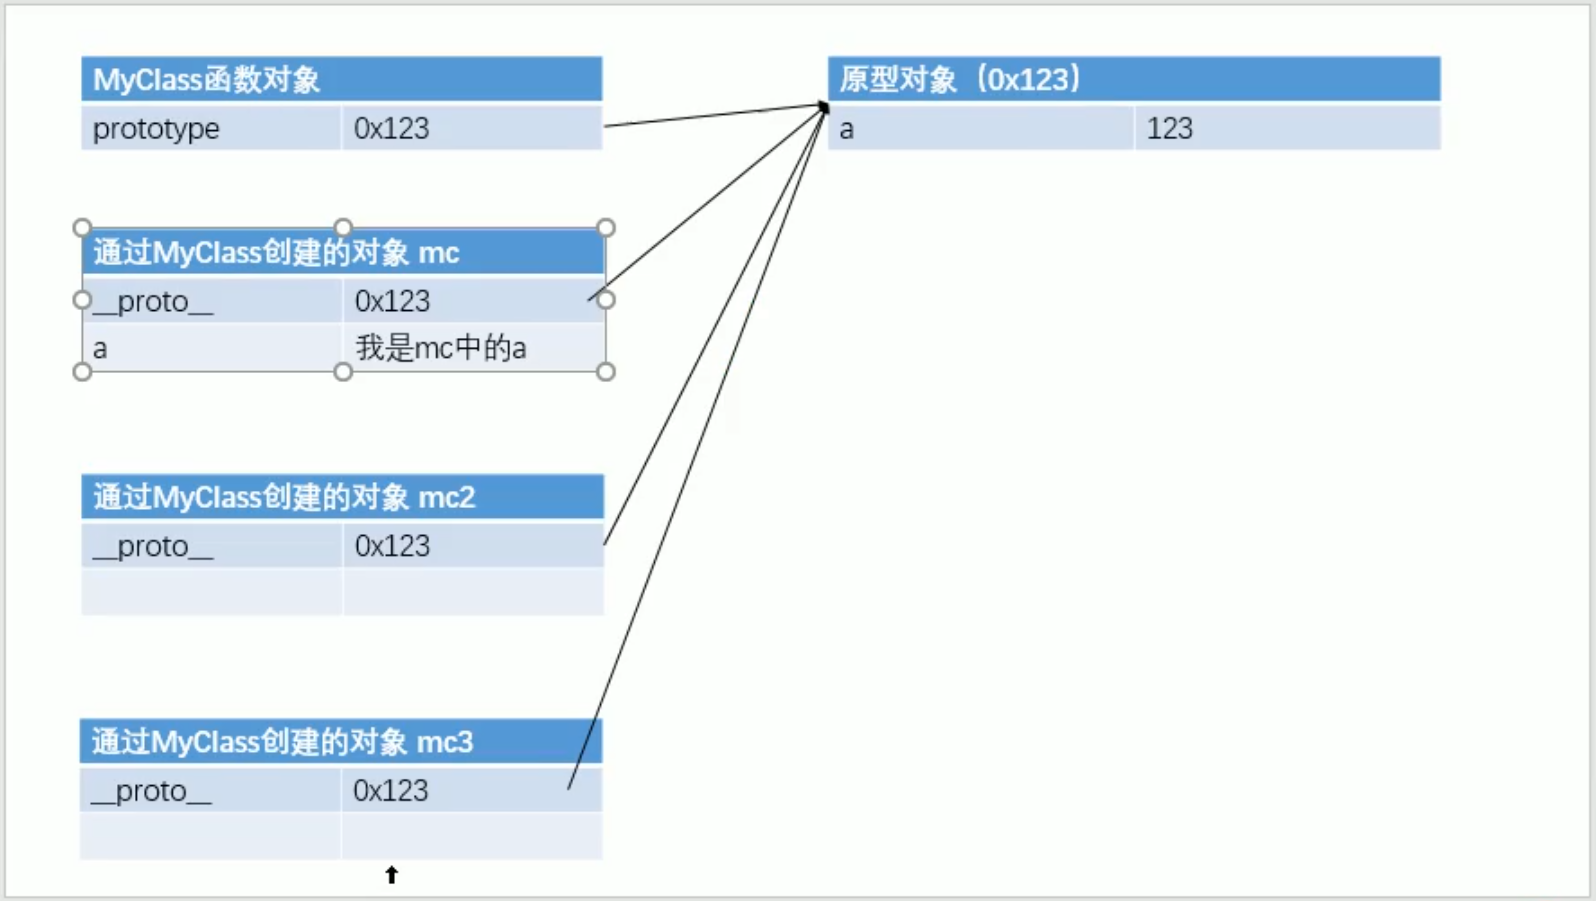 MyClass函数对象
prototype 0x123
原型对象（0x123）
a 123
通过MyClass创建的对象 mc
__proto__ 0x123
a 我是mc中的a
通过MyClass创建的对象 mc2
__proto__ 0x123
通过MyClass创建的对象 mc3
__proto__ 0x123